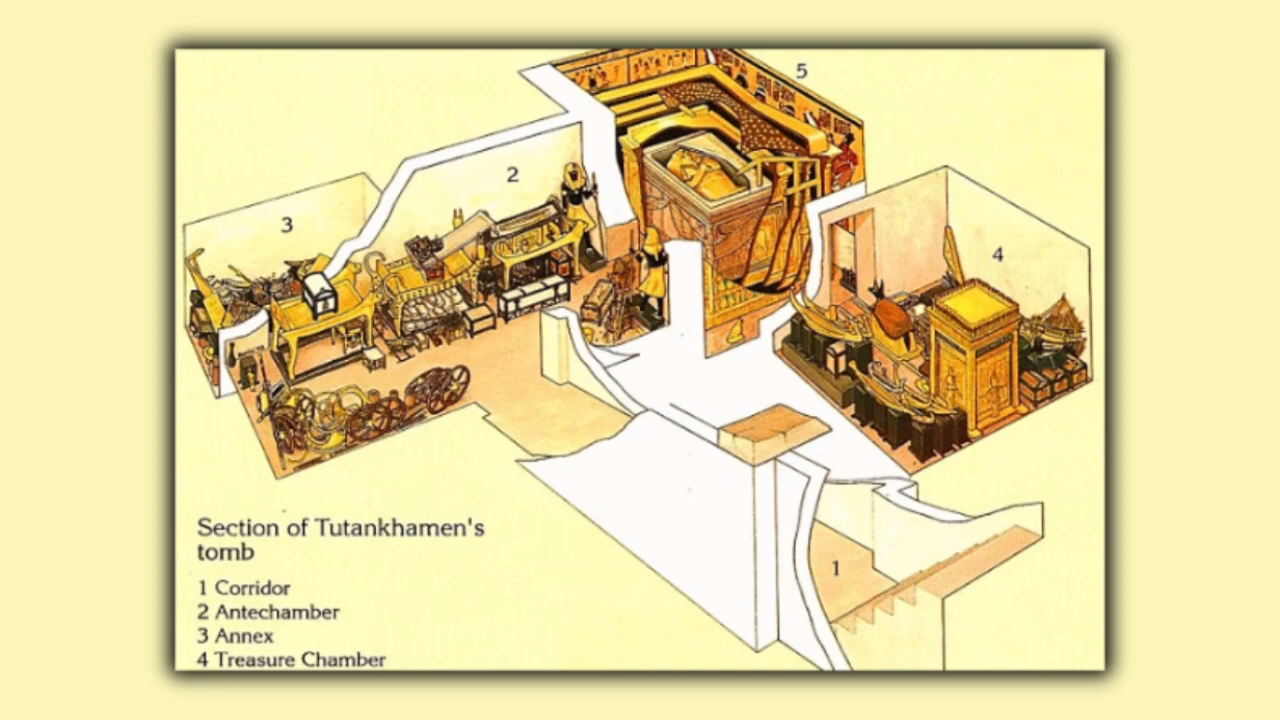 5
2
3
4
1
Section of Tutankhamen's
tomb
1 Corridor
2 Antechamber
3 Annex
4 Treasure Chamber